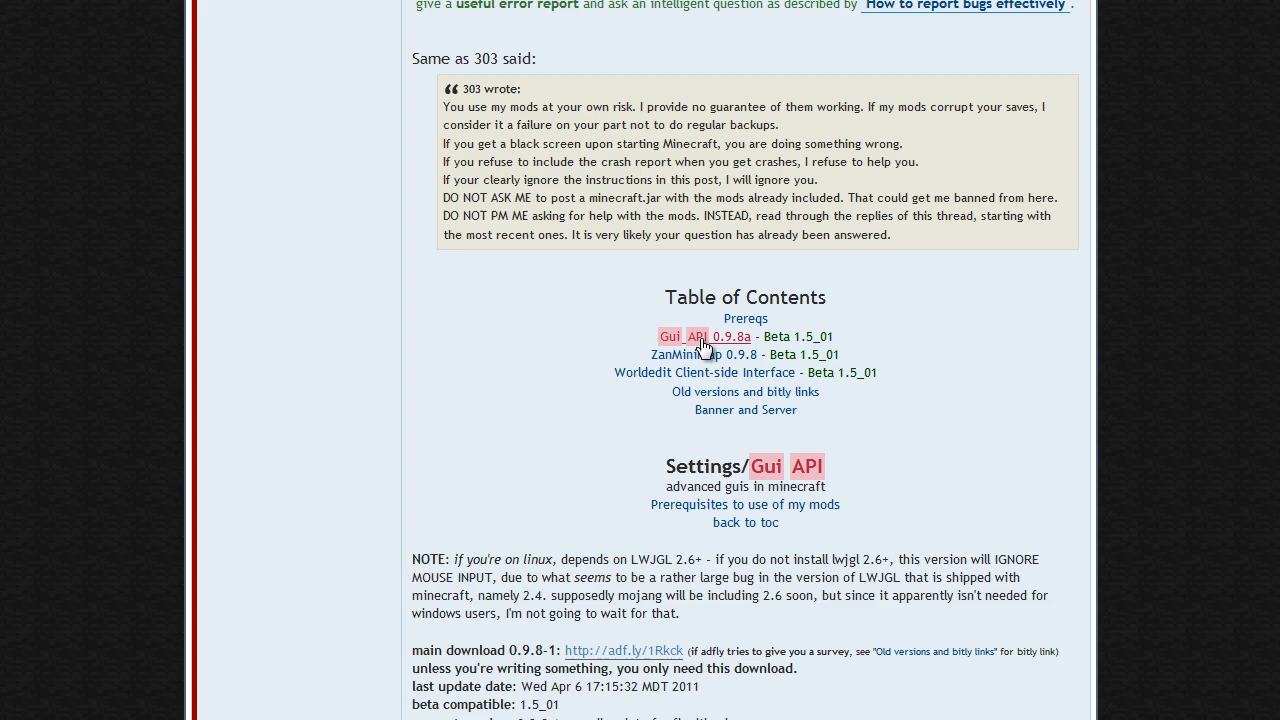 give a useful error report and ask an intelligent question as described by How to report bugs effectively .
Same as 303 said:
303 wrote:
You use my mods at your own risk. I provide no guarantee of them working. If my mods corrupt your saves, I
consider it a failure on your part not to do regular backups.
If you get a black screen upon starting Minecraft, you are doing something wrong.
If you refuse to include the crash report when you get crashes, I refuse to help you.
If your clearly ignore the instructions in this post, I will ignore you.
DO NOT ASK ME to post a minecraft.jar with the mods already included. That could get me banned from here.
DO NOT PM ME asking for help with the mods. INSTEAD, read through the replies of this thread, starting with
the most recent ones. It is very likely your question has already been answered.
Table of Contents
Prereqs
Gui API 0.9.8a - Beta 1.5_01
ZanMinimap 0.9.8 - Beta 1.5_01
Worldedit Client-side Interface - Beta 1.5_01
Old versions and bitly links
Banner and Server
Settings/Gui API
advanced guis in minecraft
Prerequisites to use of my mods
back to toc
NOTE: if you're on linux, depends on LWJGL 2.6+ - if you do not install lwjgl 2.6+, this version will IGNORE
MOUSE INPUT, due to what seems to be a rather large bug in the version of LWJGL that is shipped with
minecraft, namely 2.4. supposedly mojang will be including 2.6 soon, but since it apparently isn't needed for
windows users, I'm not going to wait for that.
main download 0.9.8-1: http://adf.ly/1Rkck (if adfly tries to give you a survey, see "Old versions and bitly links" for bitly link)
unless you're writing something, you only need this download.
last update date: Wed Apr 6 17:15:32 MDT 2011
beta compatible: 1.5_01